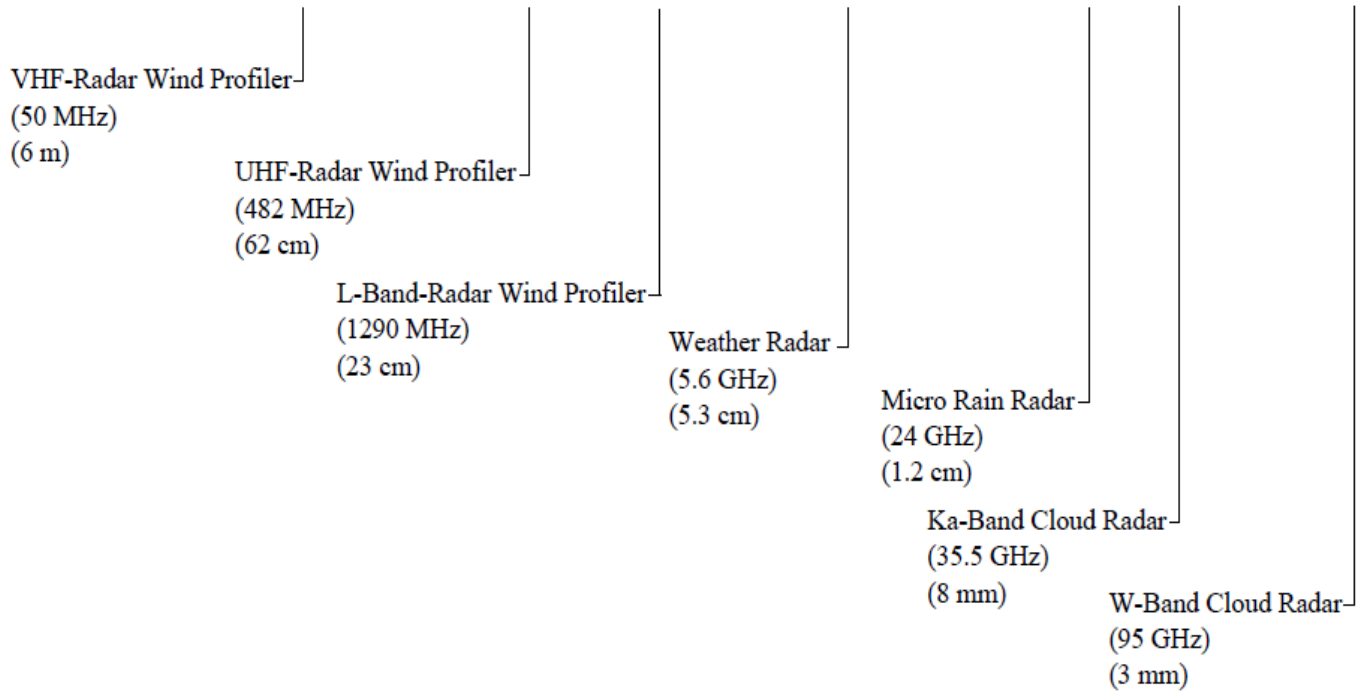 VHF-Radar Wind Profiler
(50 MHz)
(6 m)
UHF-Radar Wind Profiler
(482 MHz)
(62 cm)
L-Band-Radar Wind Profiler
(1290 MHz)
(23 cm)
Weather Radar
(5.6 GHz)
(5.3 cm)
Micro Rain Radar
(24 GHz)
(1.2 cm)
Ka-Band Cloud Radar
(35.5 GHz)
(8 mm)
W-Band Cloud Radar
(95 GHz)
(3 mm)